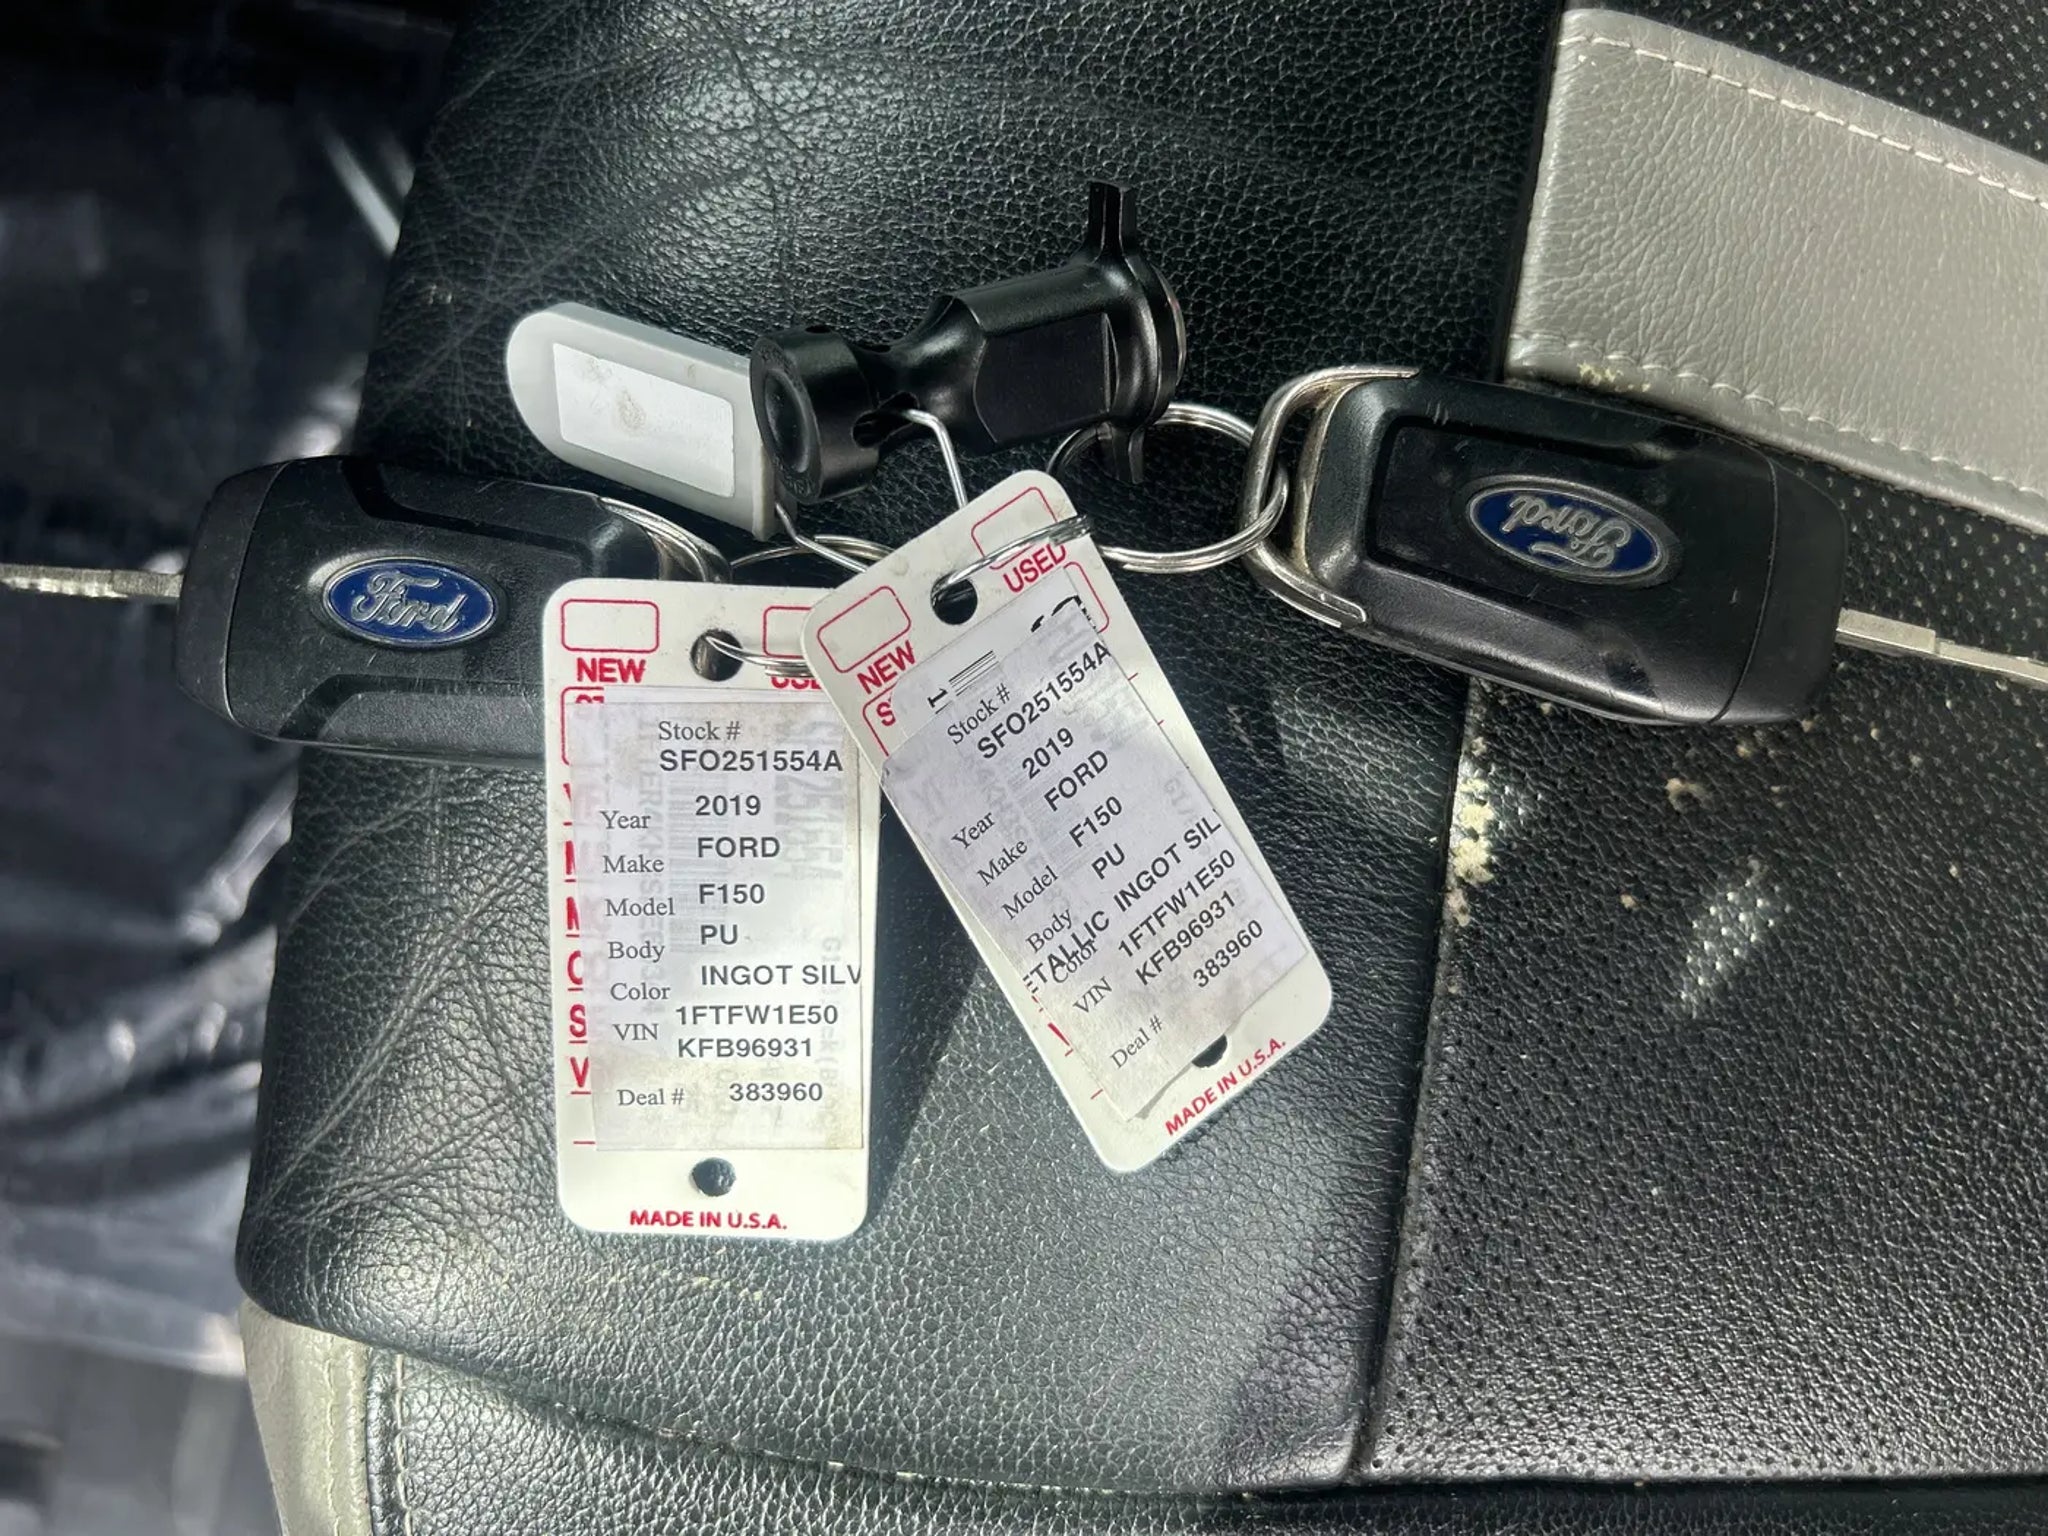 Ford
Ford
NEW
Stock #
SFO251554A
Year 2019
Make FORD
Model F150
Body PU
Color INGOT SILV
VIN 1FTFW1E50
KFB96931
Deal # 383960
MADE IN U.S.A.
NEW
USED
Stock #
SFO251554A
Year 2019
Make FORD
Model F150
Body PU
Color ETALLIC INGOT SIL
VIN 1FTFW1E50
KFB96931
Deal # 383960
MADE IN U.S.A.